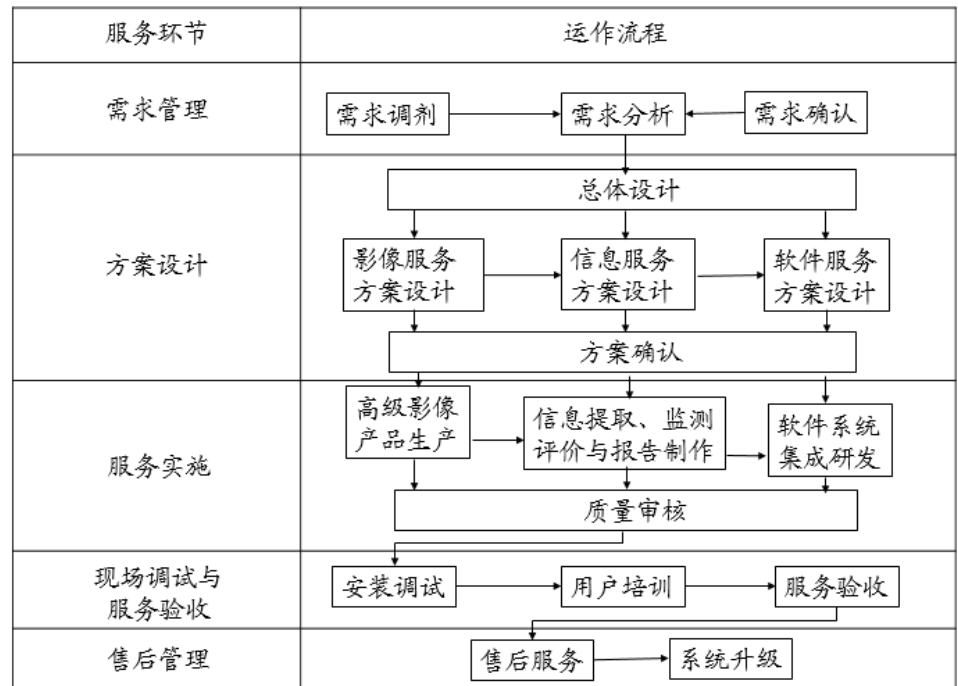 服务环节
运作流程
需求管理
需求调剂
需求分析
需求确认
方案设计
总体设计
影像服务
方案设计
信息服务
方案设计
软件服务
方案设计
方案确认
服务实施
高级影像
产品生产
信息提取、监测
评价与报告制作
软件系统
集成研发
质量审核
现场调试与
服务验收
安装调试
用户培训
服务验收
售后管理
售后服务
系统升级